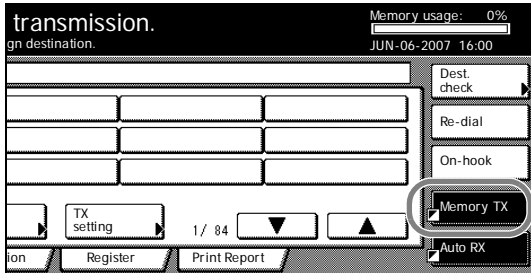 transmission.
gn destination.
Memory usage: 0%
JUN-06-2007 16:00
Dest.
check
Re-dial
On-hook
Memory TX
Auto RX
TX
setting
1/ 84
ion
Register
Print Report